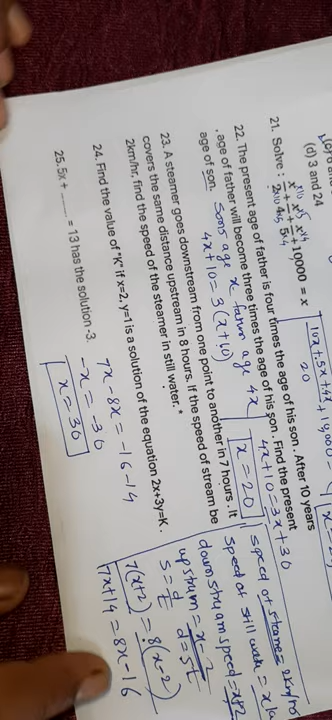 (d) 3 and 24
21. Solve : x/2 + x/4 + x/5 + 10000 = x
10x + 5x + 4x
20
22. The present age of father is four times the age of his son . After 10 years
, age of father will become three times the age of his son . Find the present
age of son.
Sons age x father age 4x
4x+10 = 3(x+10)
4x+10=3x+30
x=20
23. A steamer goes downstream from one point to another in 7 hours . It
covers the same distance upstream in 8 hours. If the speed of stream be
2km/hr, find the speed of the steamer in still water. *
speed of steame = 2km/hr
speed of still water = x
downstream speed = x+2
upstream = x-2
S = d/t d = St
7(x+2) = 8(x-2)
7x+14 = 8x-16
7x-8x = -16-14
-x = -30
x = 30
24. Find the value of "K" if x=2, y=1 is a solution of the equation 2x+3y=K .
25. 5x + ____ = 13 has the solution -3.